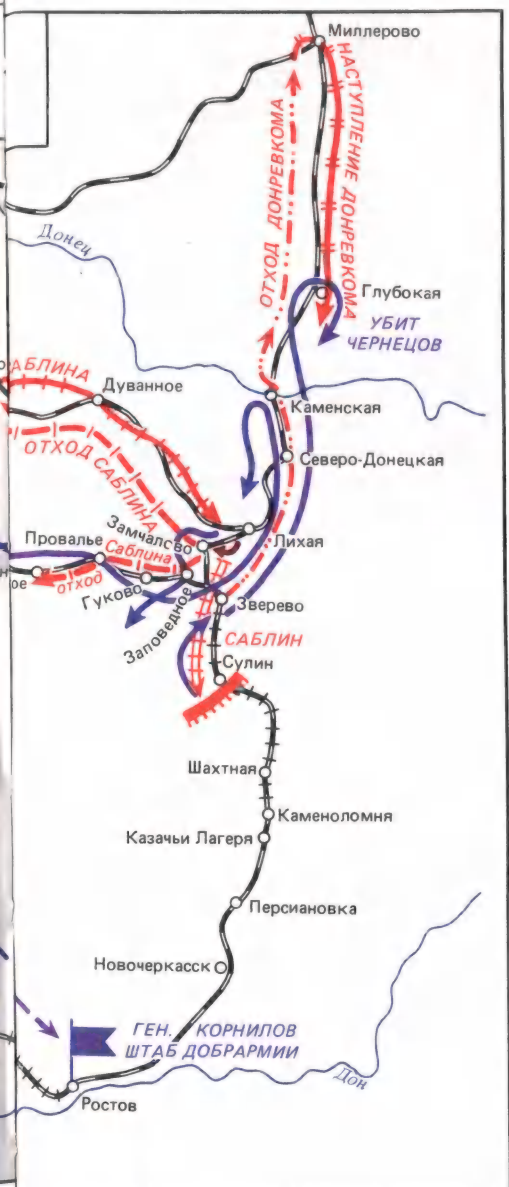 Миллерово
НАСТУПЛЕНИЕ ДОНРЕВКОМА
ОТХОД ДОНРЕВКОМА
Донец
Глубокая
УБИТ
ЧЕРНЕЦОВ
АБЛИНА
Дуванное
Каменская
ОТХОД САБЛИНА
Северо-Донецкая
Замчалово
Лихая
Провалье
Саблина
ное
отход
Гуково
Заповедное
Зверево
САБЛИН
Сулин
Шахтная
Каменоломня
Казачьи Лагеря
Персиановка
Новочеркасск
ГЕН. КОРНИЛОВ
ШТАБ ДОБРАРМИИ
Дон
Ростов